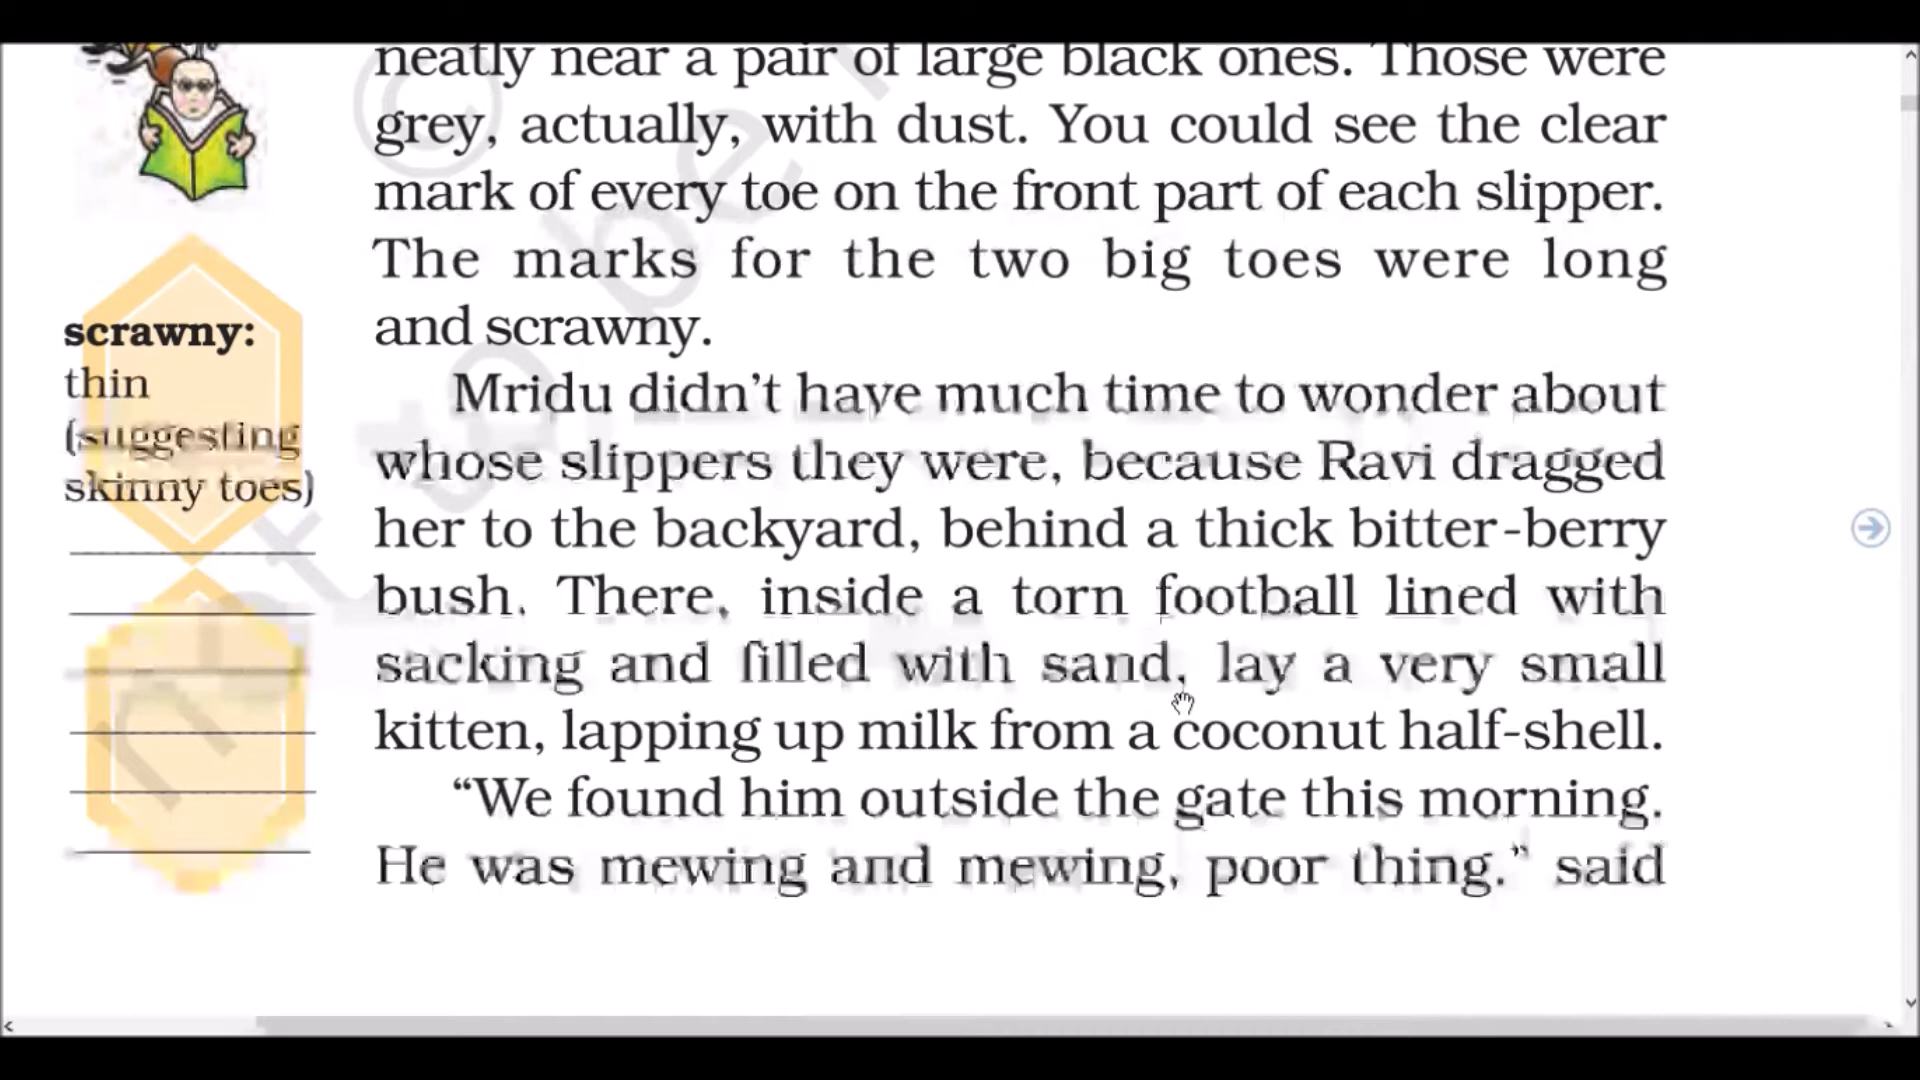 neatly near a pair of large black ones. Those were
grey, actually, with dust. You could see the clear
mark of every toe on the front part of each slipper.
The marks for the two big toes were long
and scrawny.
scrawny:
thin
(suggesting
skinny toes)
Mridu didn't have much time to wonder about
whose slippers they were, because Ravi dragged
her to the backyard, behind a thick bitter-berry
bush. There, inside a torn football lined with
sacking and filled with sand, lay a very small
kitten, lapping up milk from a coconut half-shell.
“We found him outside the gate this morning.
He was mewing and mewing, poor thing.” said